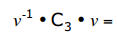 v⁻¹ • C₃ • v =